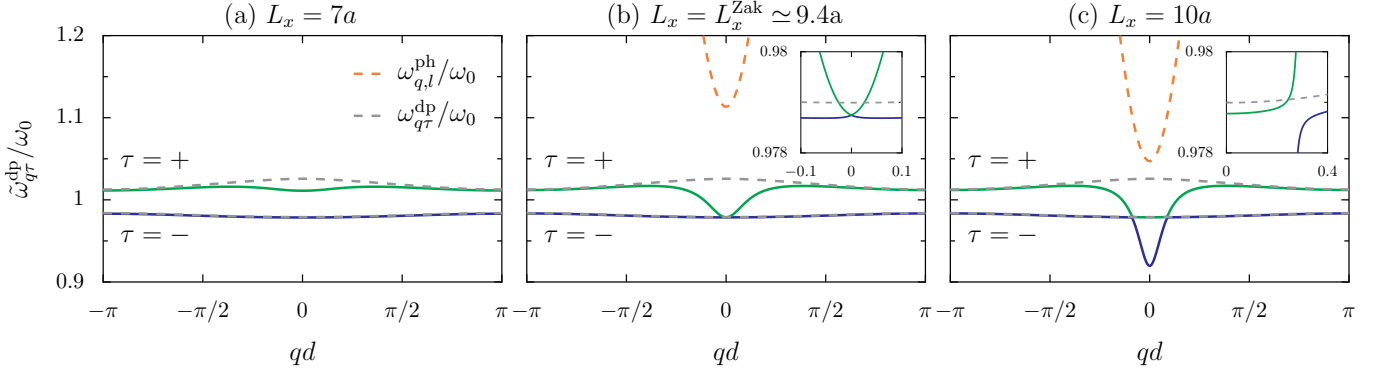 (a) $L_x = 7a$
(b) $L_x = L_x^{\mathrm{Zak}} \simeq 9.4\mathrm{a}$
(c) $L_x = 10a$
$\tilde{\omega}_{q\tau}^{\mathrm{dp}}/\omega_0$
1.2
1.1
1
0.9
$\omega_{q,l}^{\mathrm{ph}}/\omega_0$
$\omega_{q\tau}^{\mathrm{dp}}/\omega_0$
$\tau = +$
$\tau = -$
$-\pi$ $-\pi/2$ 0 $\pi/2$ $\pi$
$qd$
0.98
0.978
−0.1 0 0.1
$\tau = +$
$\tau = -$
$-\pi$ $-\pi/2$ 0 $\pi/2$ $\pi$
$qd$
0.98
0.978
0 0.4
$\tau = +$
$\tau = -$
$-\pi$ $-\pi/2$ 0 $\pi/2$ $\pi$
$qd$